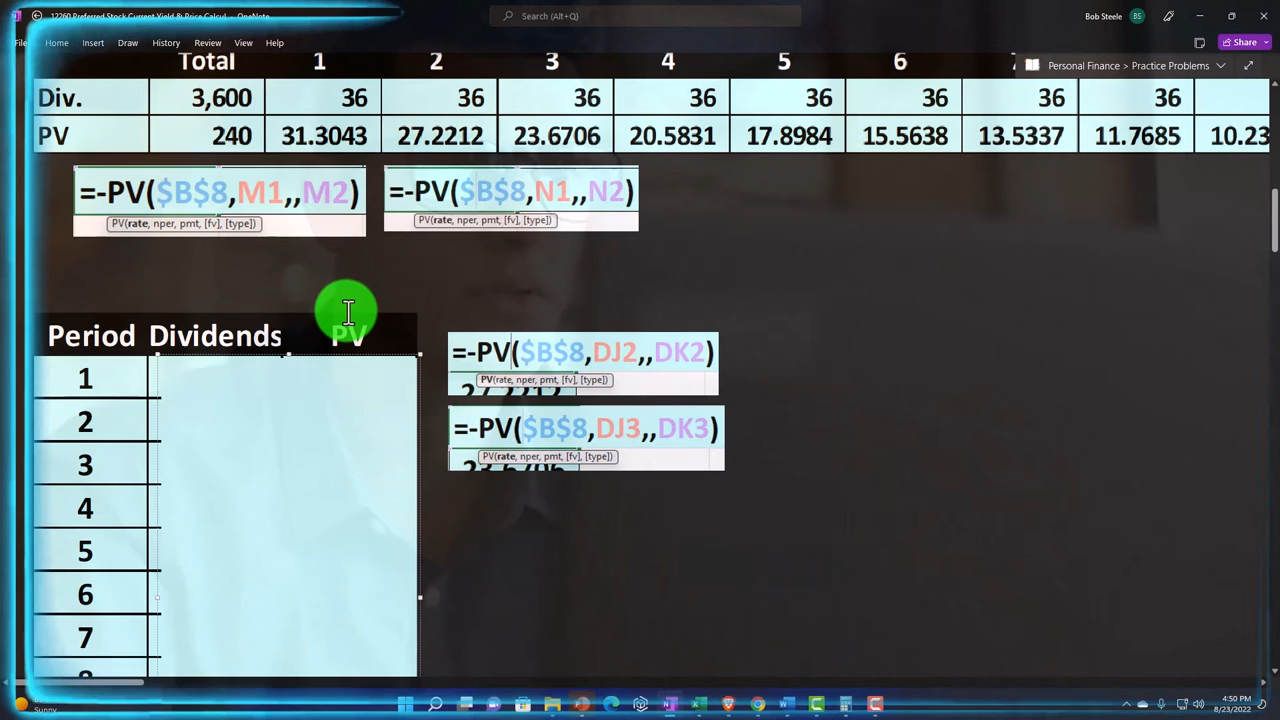 12260 Preferred Stock Current Yield & Price Calcul - OneNote
Search (Alt+Q)
Bob Steele BS
File Home Insert Draw History Review View Help
Share
Personal Finance > Practice Problems
Total 1 2 3 4 5 6
Div. 3,600 36 36 36 36 36 36 36 36
PV 240 31.3043 27.2212 23.6706 20.5831 17.8984 15.5638 13.5337 11.7685 10.23
=-PV($B$8,M1,,M2) =-PV($B$8,N1,,N2)
PV(rate, nper, pmt, [fv], [type]) PV(rate, nper, pmt, [fv], [type])
Period Dividends PV
=-PV($B$8,DJ2,,DK2)
PV(rate, nper, pmt, [fv], [type])
1
27.2212
2
=-PV($B$8,DJ3,,DK3)
PV(rate, nper, pmt, [fv], [type])
3
23.6706
4
5
6
7
Sunny
4:50 PM
8/23/2022